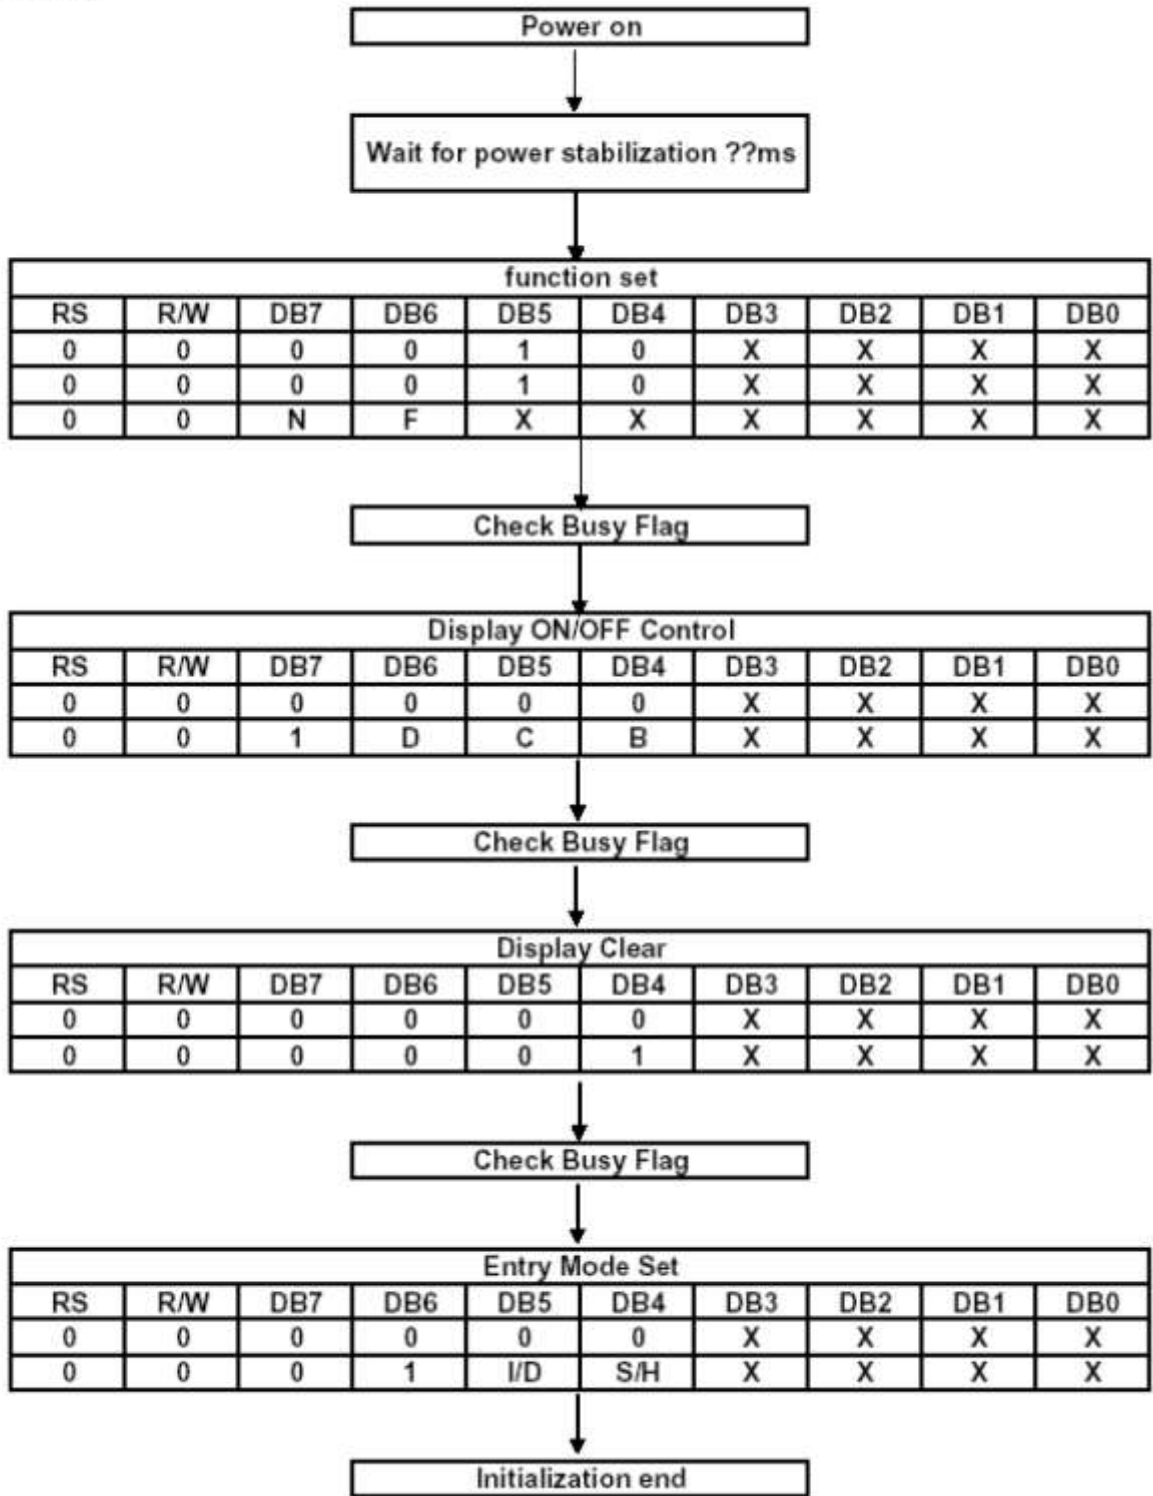 Power on
Wait for power stabilization ??ms
function set
RS R/W DB7 DB6 DB5 DB4 DB3 DB2 DB1 DB0
0 0 0 0 1 0 X X X X
0 0 0 0 1 0 X X X X
0 0 N F X X X X X X
Check Busy Flag
Display ON/OFF Control
RS R/W DB7 DB6 DB5 DB4 DB3 DB2 DB1 DB0
0 0 0 0 0 0 X X X X
0 0 1 D C B X X X X
Check Busy Flag
Display Clear
RS R/W DB7 DB6 DB5 DB4 DB3 DB2 DB1 DB0
0 0 0 0 0 0 X X X X
0 0 0 0 0 1 X X X X
Check Busy Flag
Entry Mode Set
RS R/W DB7 DB6 DB5 DB4 DB3 DB2 DB1 DB0
0 0 0 0 0 0 X X X X
0 0 0 1 I/D S/H X X X X
Initialization end